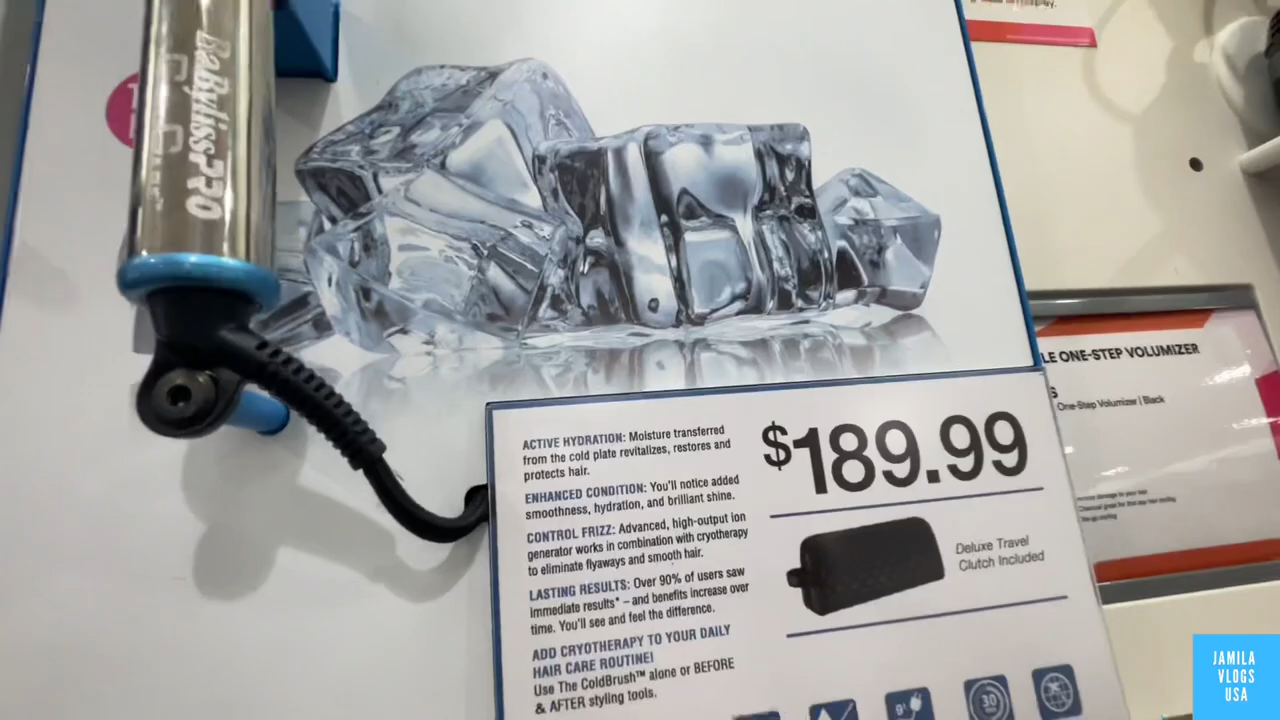 BaBylissPRO
ACTIVE HYDRATION: Moisture transferred
from the cold plate revitalizes, restores and
protects hair.
ENHANCED CONDITION: You'll notice added
smoothness, hydration, and brilliant shine.
CONTROL FRIZZ: Advanced, high-output ion
generator works in combination with cryotherapy
to eliminate flyaways and smooth hair.
LASTING RESULTS: Over 90% of users saw
immediate results* – and benefits increase over
time. You'll see and feel the difference.
ADD CRYOTHERAPY TO YOUR DAILY
HAIR CARE ROUTINE!
Use The ColdBrush™ alone or BEFORE
& AFTER styling tools.
$189.99
Deluxe Travel
Clutch Included
9'
30
LE ONE-STEP VOLUMIZER
One-Step Volumizer | Black
JAMILA
VLOGS
USA